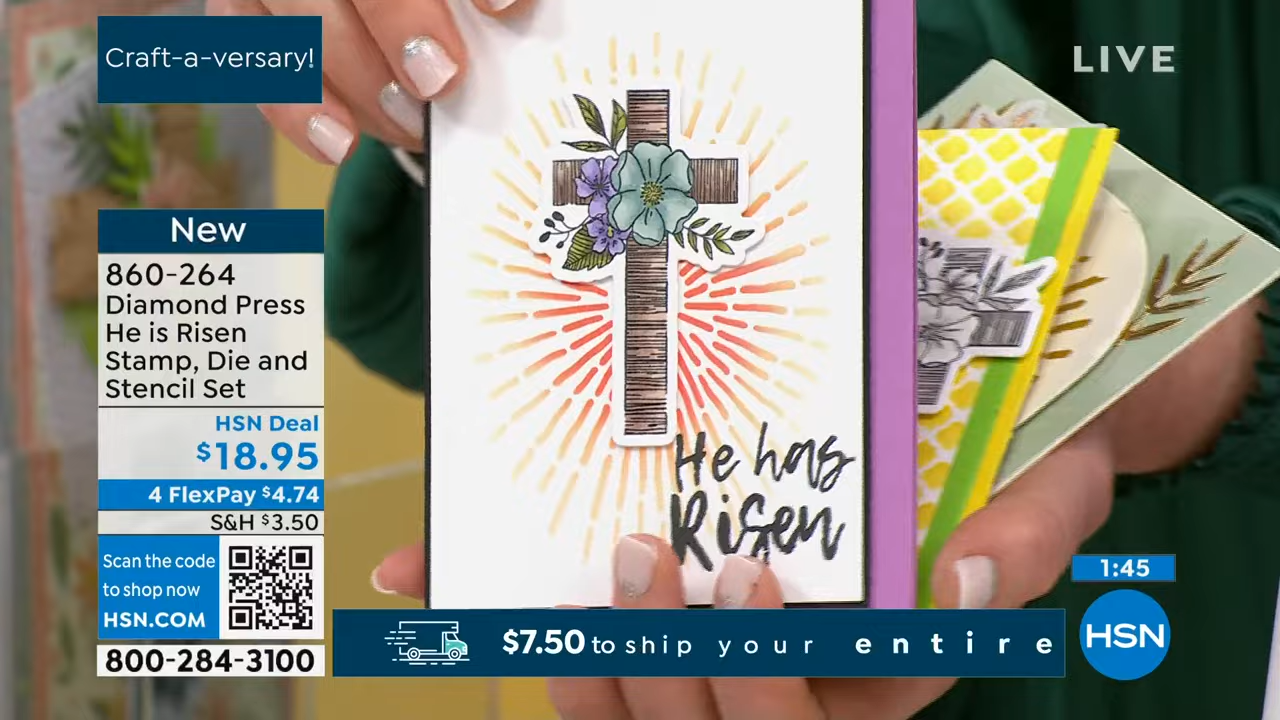 Craft-a-versary!
LIVE
New
860-264
Diamond Press
He is Risen
Stamp, Die and
Stencil Set
HSN Deal
$18.95
4 FlexPay $4.74
S&H $3.50
Scan the code
to shop now
HSN.COM
800-284-3100
He has
Risen
1:45
$7.50 to ship your entire
HSN